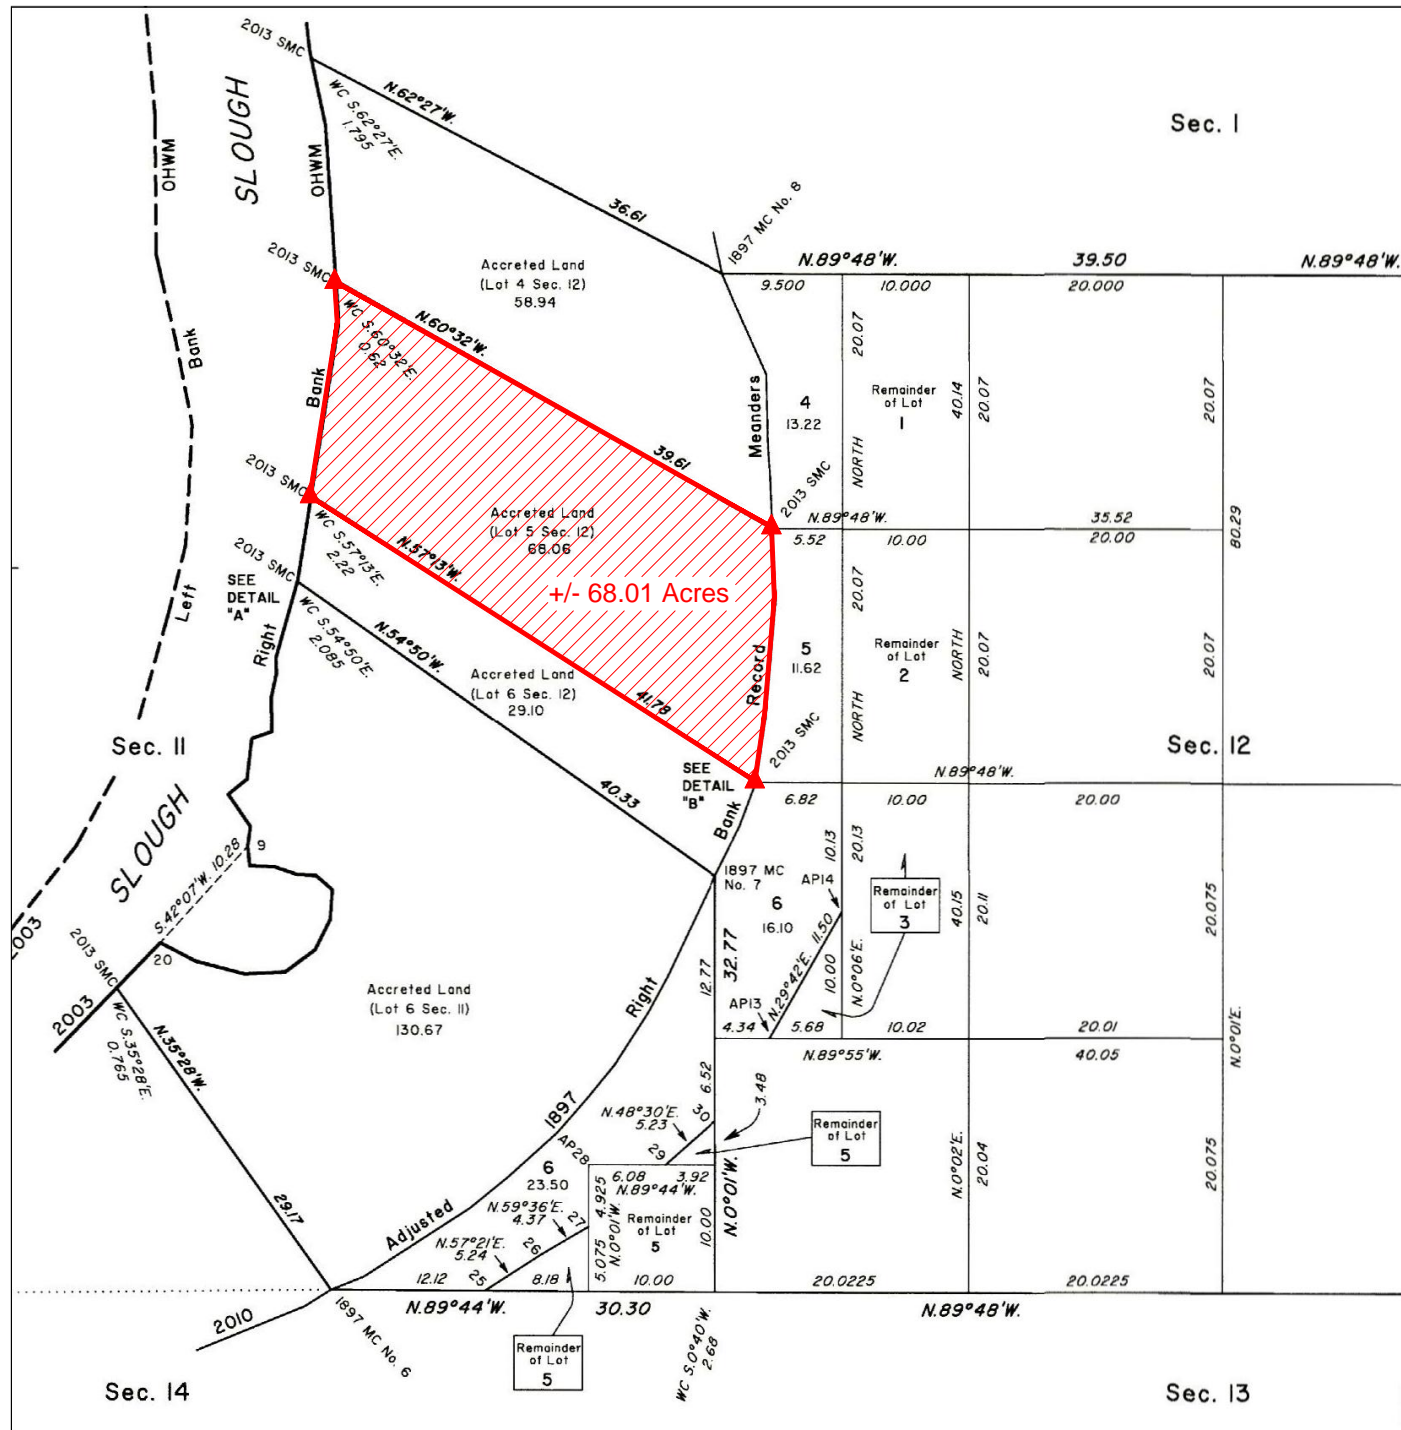 2013 SMC
N.62°27'W.
WC S.62°27'E.
1.795
36.61
SLOUGH
OHWM
OHWM
Sec. 1
1897 MC No. 8
N.89°48'W.
39.50
N.89°48'W.
9.500
10.000
20.000
2013 SMC
Accreted Land
(Lot 4 Sec. 12)
58.94
WC S.60°32'E.
0.62
N.60°32'W.
39.61
Bank
Bank
Meanders
4
13.22
20.07
NORTH
Remainder
of Lot
1
40.14
20.07
20.07
2013 SMC
2013 SMC
N.89°48'W.
35.52
5.52
10.00
20.00
80.29
Accreted Land
(Lot 5 Sec. 12)
68.06
+/- 68.01 Acres
WC S.57°13'E.
2.22
N.57°13'W.
41.78
2013 SMC
SEE
DETAIL
"A"
Left
Right
WC S.54°50'E.
2.085
N.54°50'W.
40.33
Accreted Land
(Lot 6 Sec. 12)
29.10
Record
5
11.62
20.07
NORTH
Remainder
of Lot
2
NORTH
20.07
20.07
2013 SMC
Sec. 11
Sec. 12
SEE
DETAIL
"B"
N.89°48'W.
6.82
10.00
20.00
Bank
SLOUGH
S.42°07'W. 10.28
9
20
1897 MC
No. 7
AP14
6
16.10
10.13
20.13
Remainder
of Lot
3
40.15
20.11
20.075
32.77
12.77
N.29°42'E. 11.50
10.00
N.0°06'E.
AP13
4.34
5.68
10.02
20.01
N.89°55'W.
40.05
N.0°01'E.
2003
2013 SMC
2003
WC S.35°28'E.
0.765
N.35°28'W.
29.17
Accreted Land
(Lot 6 Sec. 11)
130.67
Right
1897
Adjusted
6.52
3.48
N.48°30'E.
5.23
30
29
Remainder
of Lot
5
AP28
6
23.50
6.08
3.92
N.89°44'W.
N.59°36'E.
4.37
27
4.925
5.075
N.0°01'W.
Remainder
of Lot
5
10.00
N.0°01'W.
N.0°02'E.
20.04
20.075
N.57°21'E.
5.24
26
25
12.12
8.18
10.00
20.0225
20.0225
N.89°44'W.
30.30
N.89°48'W.
2010
1897 MC No. 6
Remainder
of Lot
5
WC S.0°40'W.
2.68
Sec. 14
Sec. 13